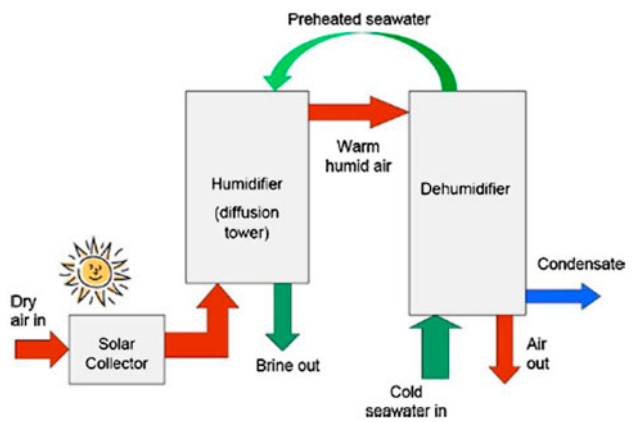 Preheated seawater
Warm
humid air
Humidifier
(diffusion
tower)
Dehumidifier
Condensate
Dry
air in
Solar
Collector
Brine out
Air
out
Cold
seawater in